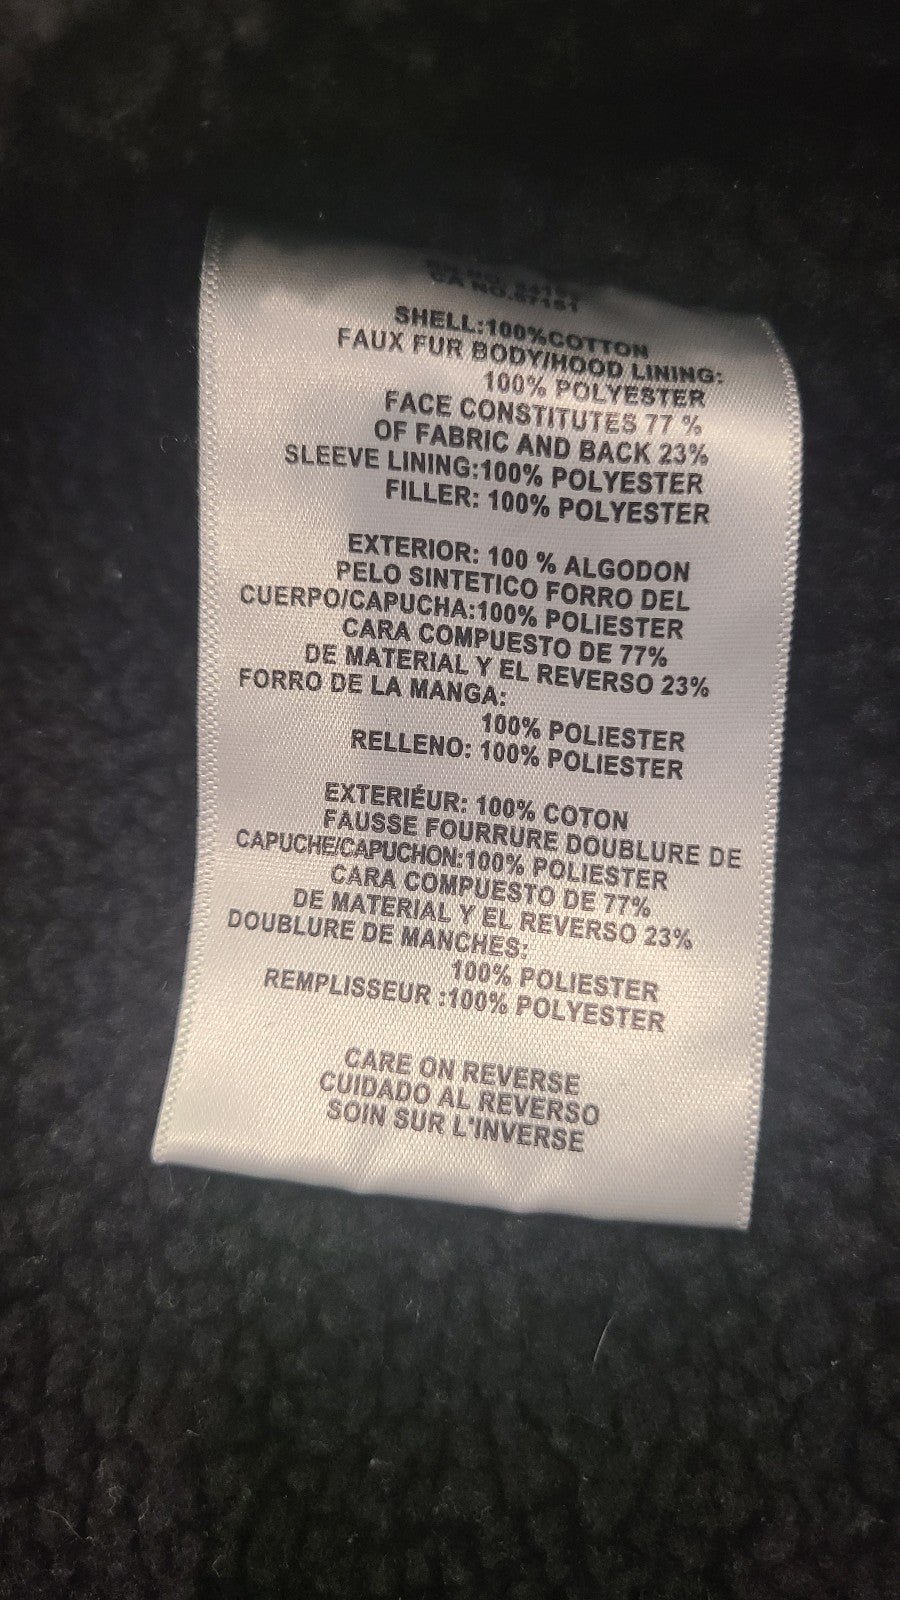 CA NO.57151
SHELL:100%COTTON
FAUX FUR BODY/HOOD LINING:
100% POLYESTER
FACE CONSTITUTES 77 %
OF FABRIC AND BACK 23%
SLEEVE LINING:100% POLYESTER
FILLER: 100% POLYESTER
EXTERIOR: 100 % ALGODON
PELO SINTETICO FORRO DEL
CUERPO/CAPUCHA:100% POLIESTER
CARA COMPUESTO DE 77%
DE MATERIAL Y EL REVERSO 23%
FORRO DE LA MANGA:
100% POLIESTER
RELLENO: 100% POLIESTER
EXTERIÉUR: 100% COTON
FAUSSE FOURRURE DOUBLURE DE
CAPUCHE/CAPUCHON:100% POLIESTER
CARA COMPUESTO DE 77%
DE MATERIAL Y EL REVERSO 23%
DOUBLURE DE MANCHES:
100% POLIESTER
REMPLISSEUR :100% POLYESTER
CARE ON REVERSE
CUIDADO AL REVERSO
SOIN SUR L'INVERSE